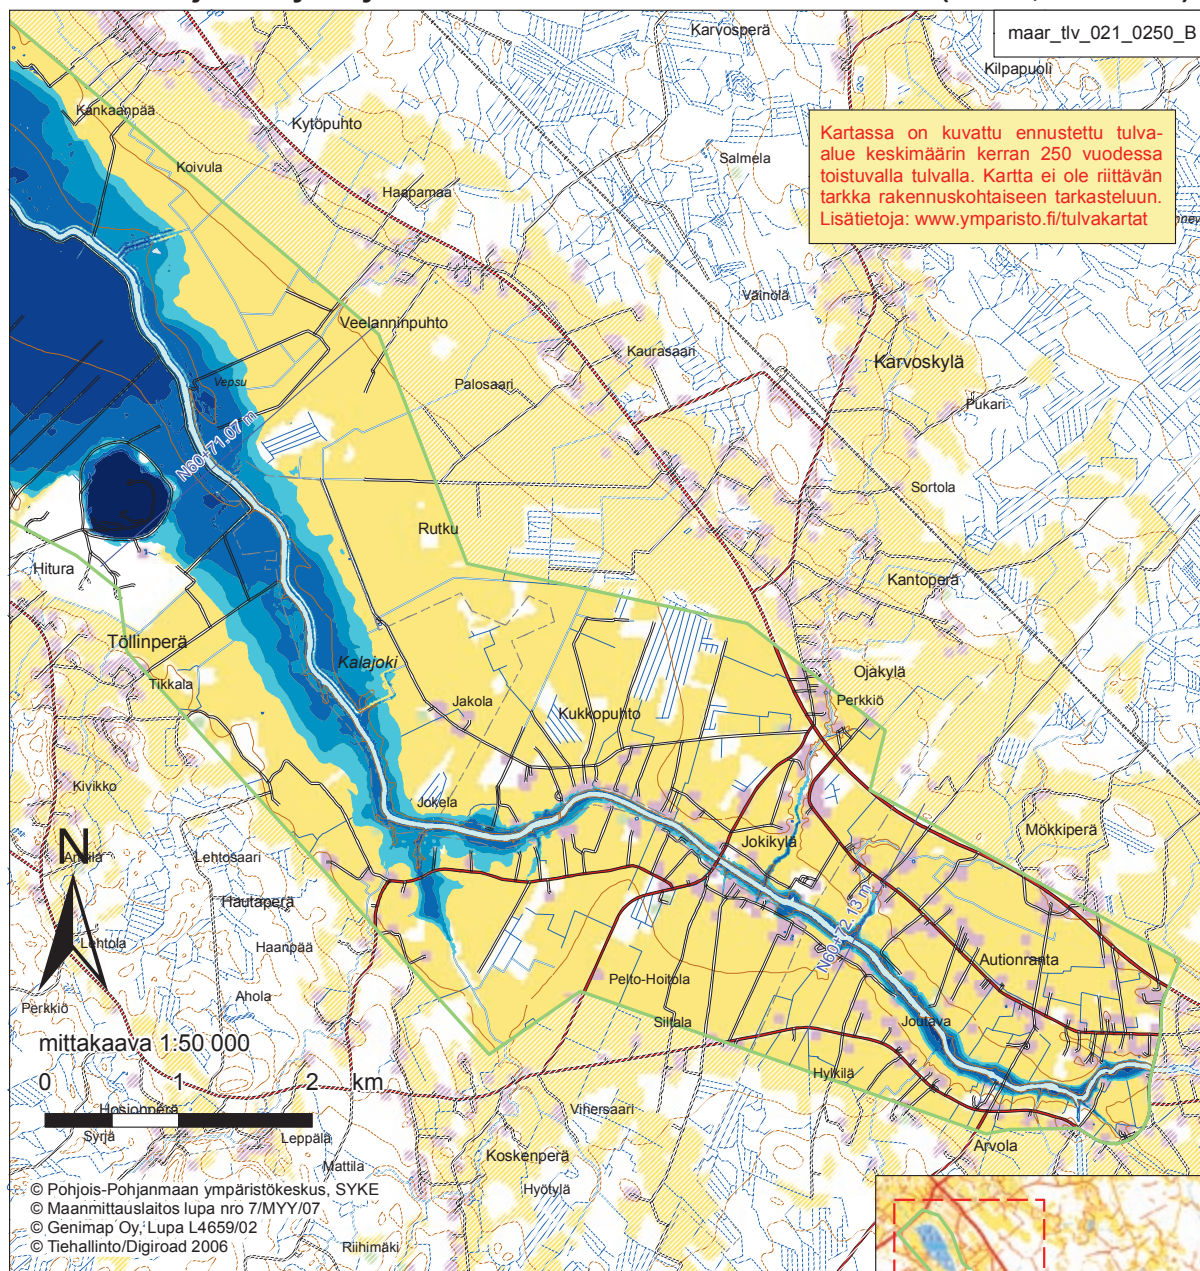 maar_tlv_021_0250_B
Karvosperä
Kilpapuoli
Kankaanpää
Kytöpuhto
Kartassa on kuvattu ennustettu tulva-
alue keskimäärin kerran 250 vuodessa
toistuvalla tulvalla. Kartta ei ole riittävän
tarkka rakennuskohtaiseen tarkasteluun.
Lisätietoja: www.ymparisto.fi/tulvakartat
Koivula
Salmela
Haapamaa
Väinölä
Veelanninpuhto
Kaurasaari
Karvoskylä
Vepsu
Palosaari
Pukari
N60+71.07 m
Sortola
Rutku
Hitura
Kantoperä
Töllinperä
Kalajoki
Ojakylä
Tikkala
Jakola
Perkkiö
Kukkopuhto
Kivikko
Jokela
Mökkiperä
N
Jokikylä
Lehtosaari
Hautaperä
N60+72.13 m
Lehtola
Haanpää
Autionranta
Pelto-Hoitola
Perkkiö
Ahola
Siltala
Joutava
mittakaava 1:50 000
0 1 2 km
Hylkilä
Hosionperä
Vihersaari
Syrjä
Leppälä
Arvola
Koskenperä
Mattila
Hyötylä
© Pohjois-Pohjanmaan ympäristökeskus, SYKE
© Maanmittauslaitos lupa nro 7/MYY/07
© Genimap Oy, Lupa L4659/02
© Tiehallinto/Digiroad 2006
Riihimäki